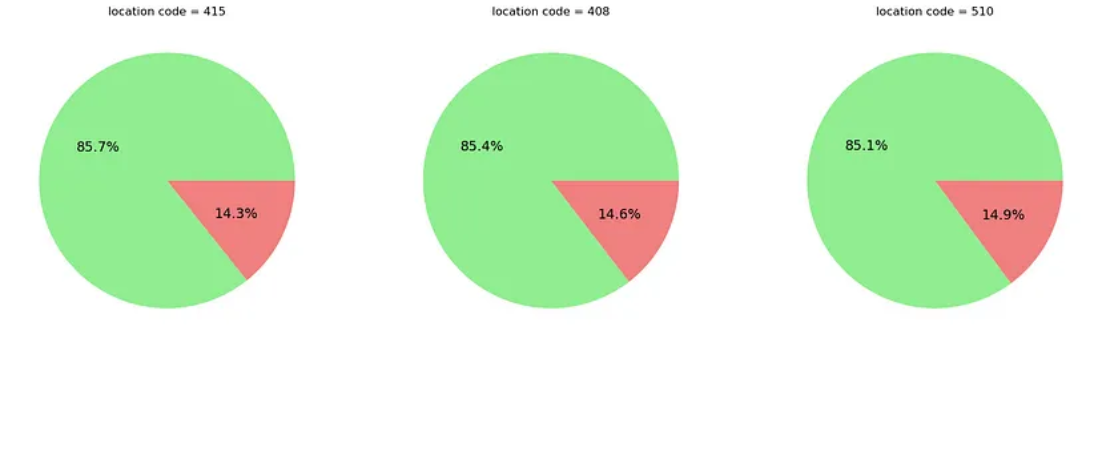 location code = 415
location code = 408
location code = 510
85.7%
14.3%
85.4%
14.6%
85.1%
14.9%